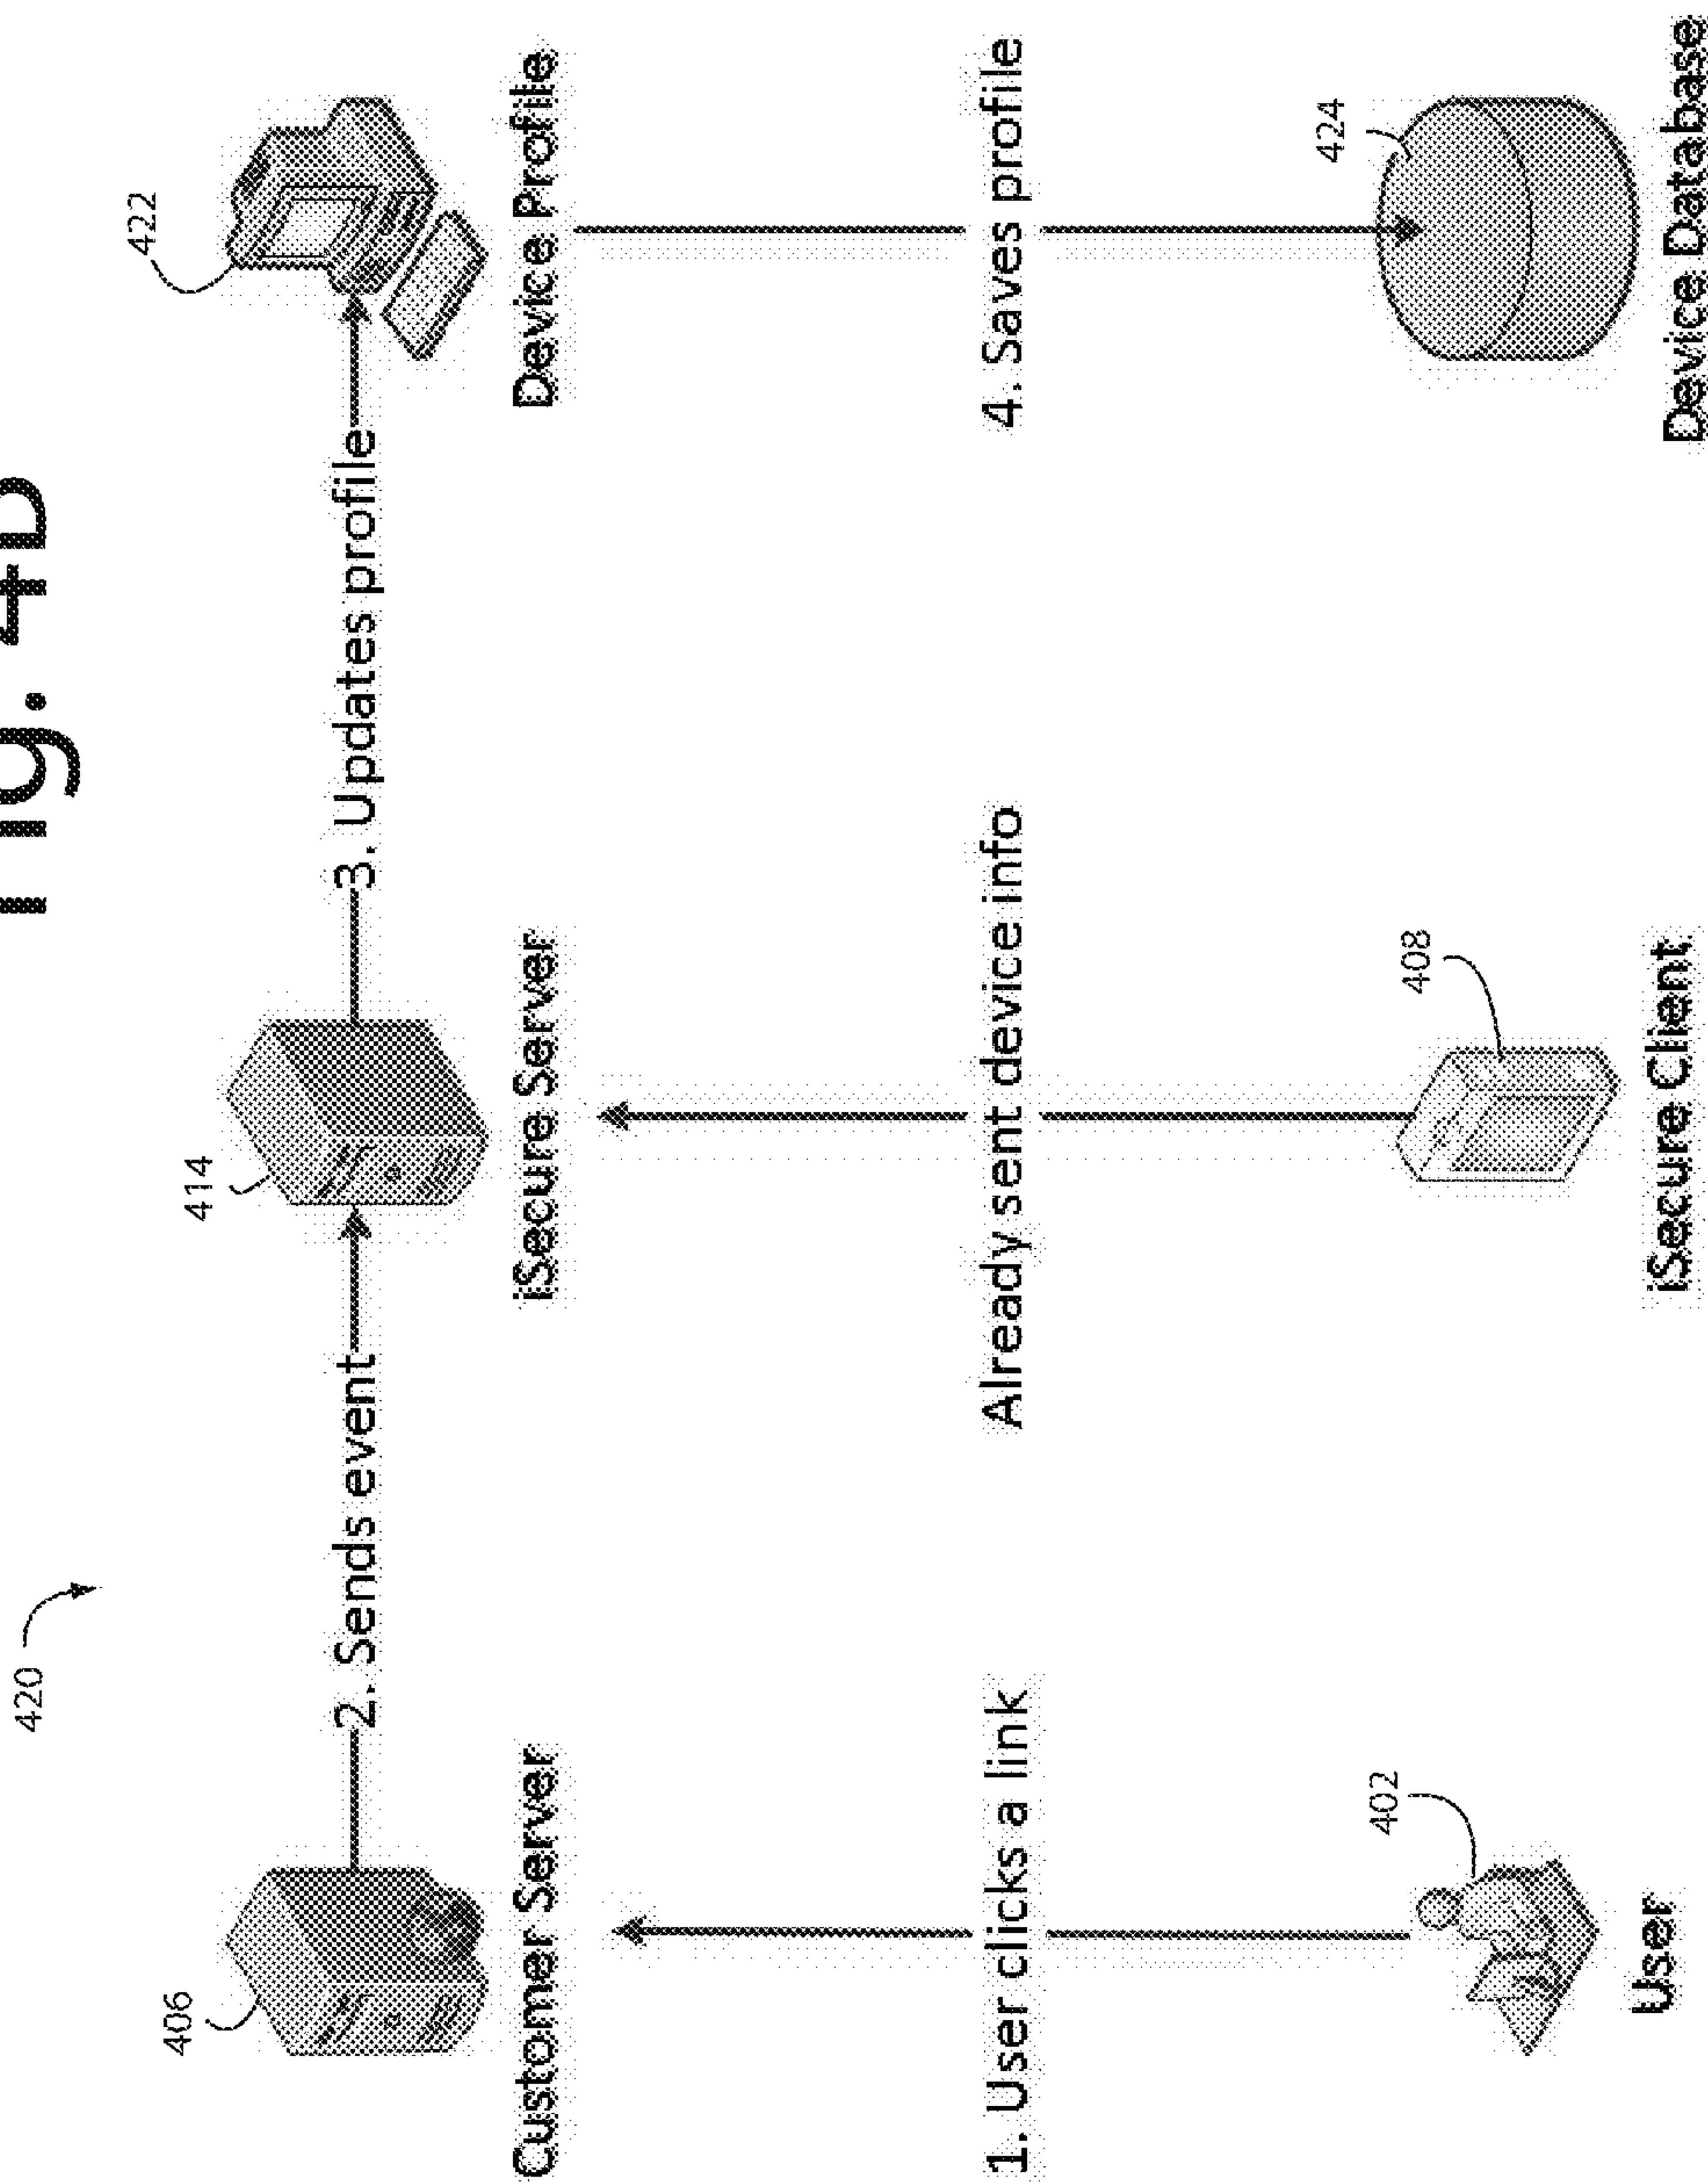 Fig.
420
406
414
422
2. Sends event
3. Updates profile
Customer Server
iSecure Server
Device Profile
1. User clicks a link
Already sent device info
4. Saves profile
402
408
424
User
iSecure Client
Device Database